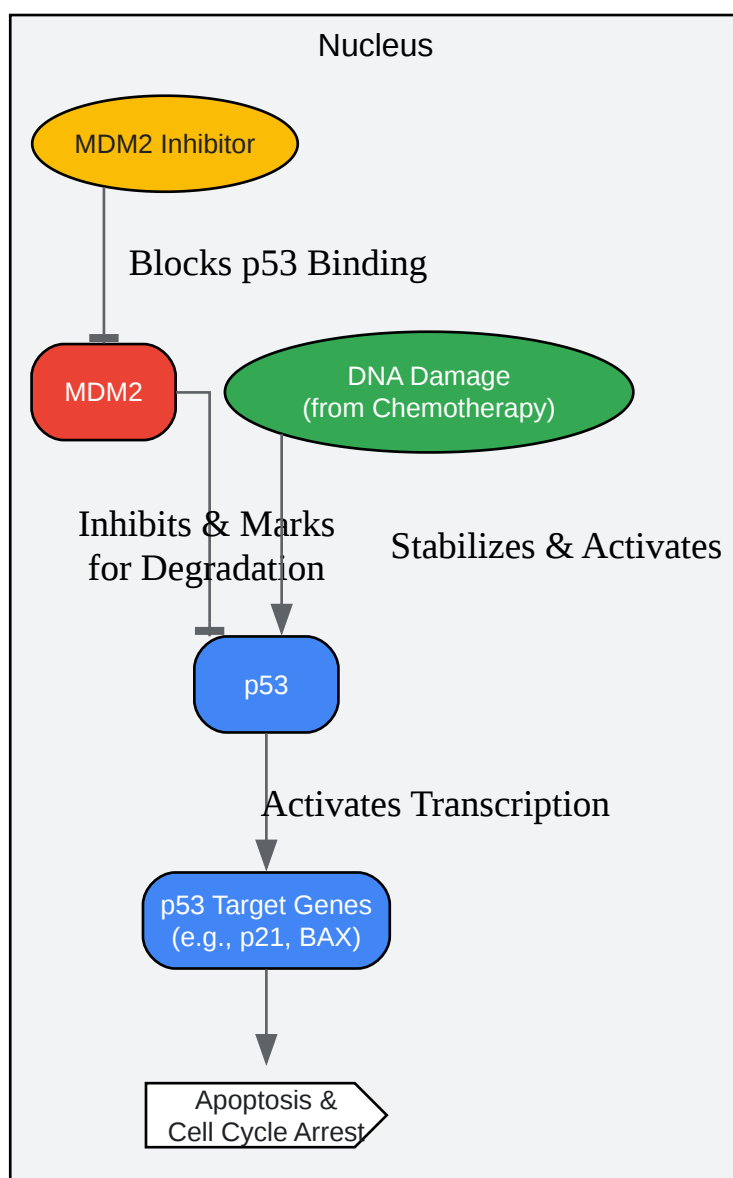 Nucleus
MDM2 Inhibitor
Blocks p53 Binding
MDM2
DNA Damage
(from Chemotherapy)
Inhibits & Marks
for Degradation
Stabilizes & Activates
p53
Activates Transcription
p53 Target Genes
(e.g., p21, BAX)
Apoptosis &
Cell Cycle Arrest